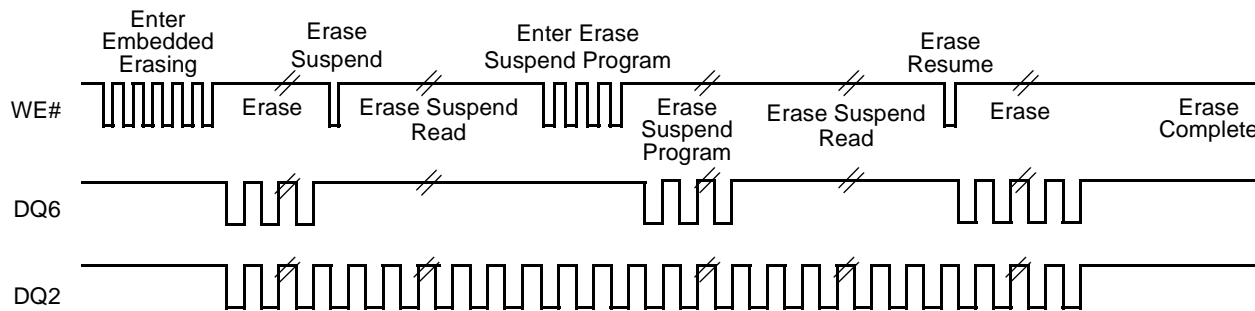 Enter
Embedded
Erasing
Erase
Suspend
Enter Erase
Suspend Program
Erase
Resume
WE#
Erase
Erase Suspend
Read
Erase
Suspend
Program
Erase Suspend
Read
Erase
Erase
Complete
DQ6
DQ2